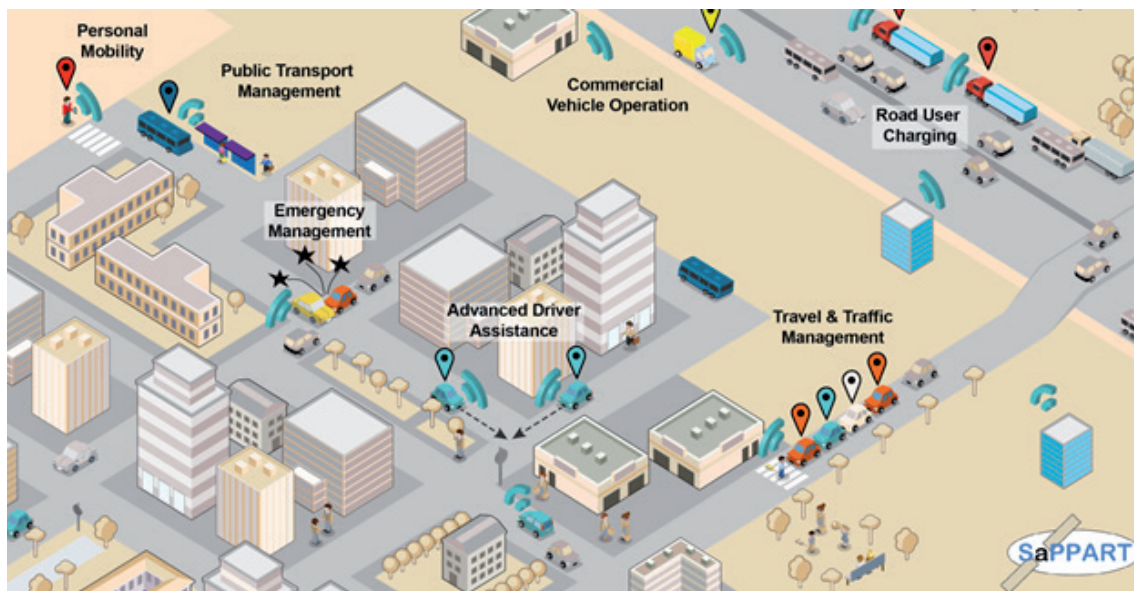 Personal
Mobility
Public Transport
Management
Commercial
Vehicle Operation
Road User
Charging
Emergency
Management
Advanced Driver
Assistance
Travel & Traffic
Management
SaPPART